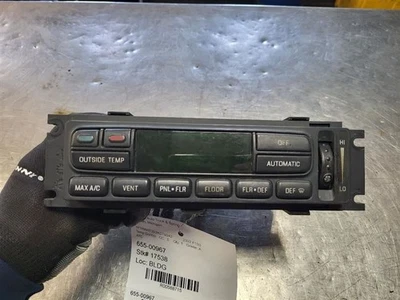 OFF
HI
OUTSIDE TEMP
AUTOMATIC
MAX A/C
VENT
PNL•FLR
FLOOR
FLR•DEF
DEF
LO
655-00967
Stk# 17538
Loc: BLDG
655-00967